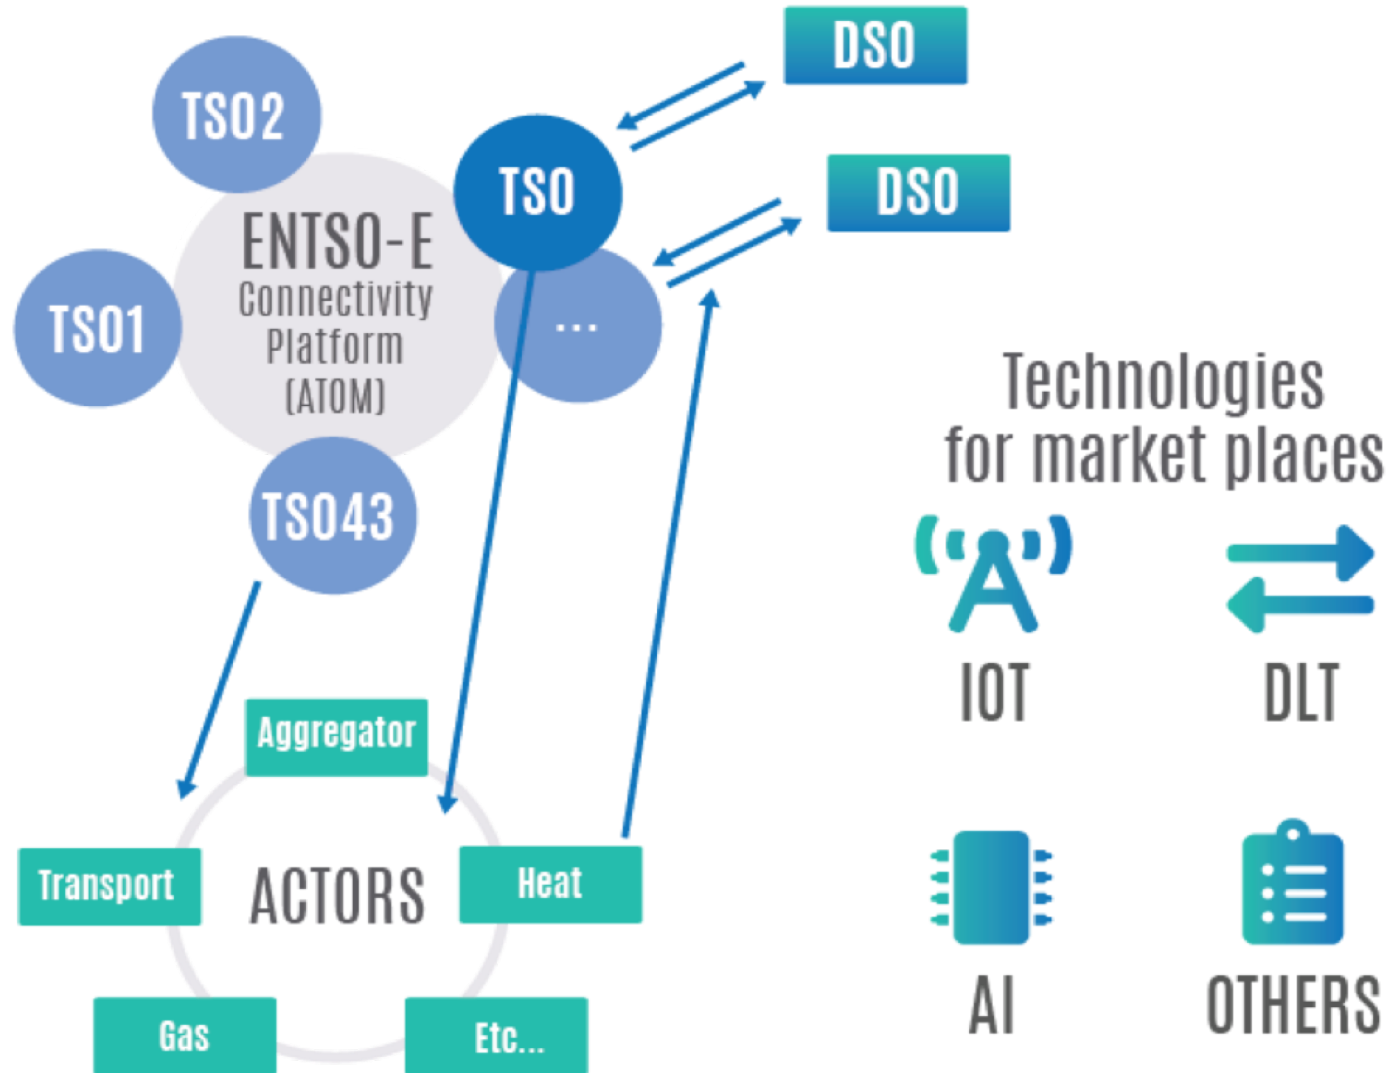 DSO
TSO2
TSO
DSO
ENTSO-E
Connectivity
Platform
(ATOM)
TSO1
...
TSO43
Technologies
for market places
IOT
DLT
Aggregator
Transport
ACTORS
Heat
Gas
Etc...
AI
OTHERS